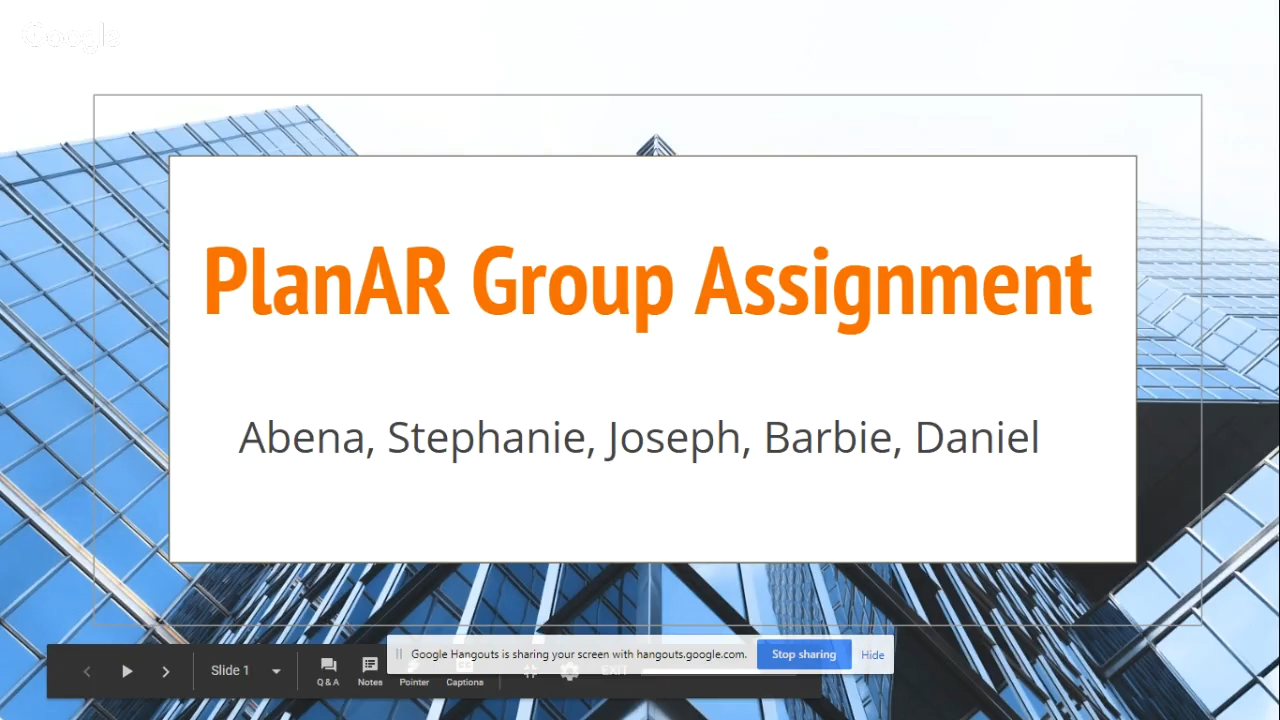 Google
PlanAR Group Assignment
Abena, Stephanie, Joseph, Barbie, Daniel
Google Hangouts is sharing your screen with hangouts.google.com.
Stop sharing
Hide
Slide 1
EXIT
Q & A
Notes
Pointer
Captions